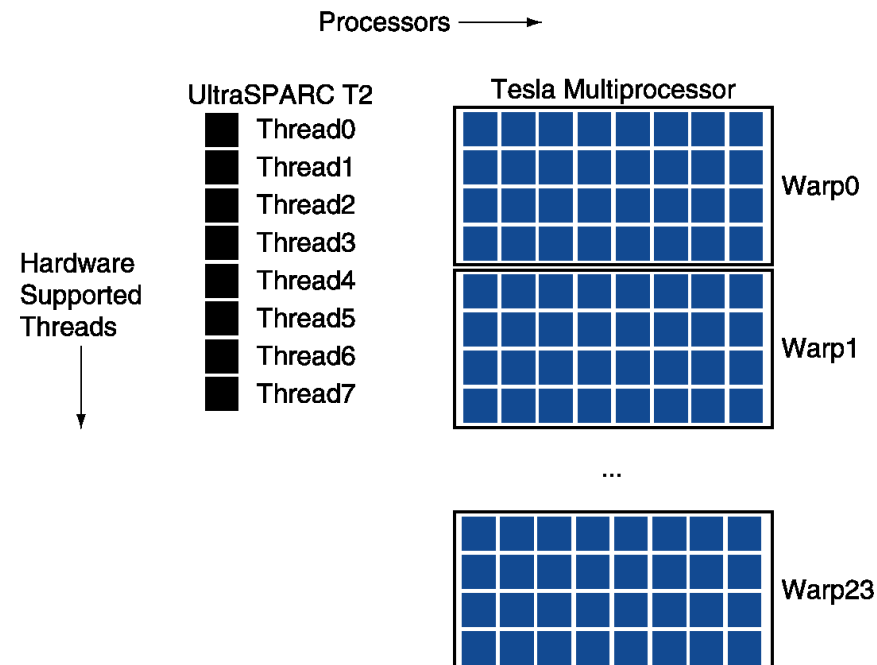 Processors
UltraSPARC T2
Tesla Multiprocessor
Thread0
Thread1
Thread2
Thread3
Thread4
Thread5
Thread6
Thread7
Hardware
Supported
Threads
Warp0
Warp1
...
Warp23